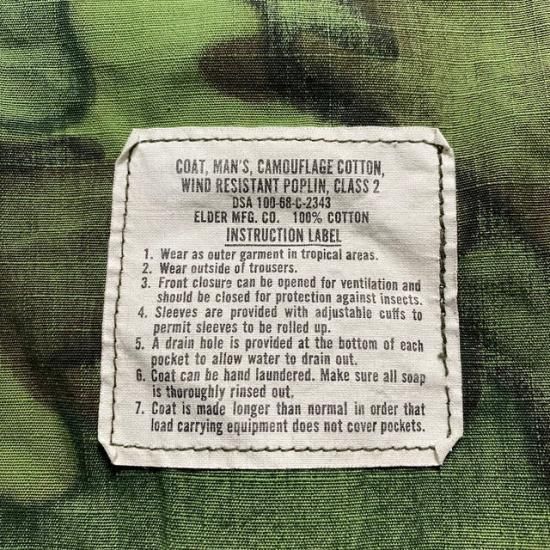 COAT, MAN'S, CAMOUFLAGE COTTON,
WIND RESISTANT POPLIN, CLASS 2
DSA 100-68-C-2343
ELDER MFG. CO. 100% COTTON
INSTRUCTION LABEL
1. Wear as outer garment in tropical areas.
2. Wear outside of trousers.
3. Front closure can be opened for ventilation and
should be closed for protection against insects.
4. Sleeves are provided with adjustable cuffs to
permit sleeves to be rolled up.
5. A drain hole is provided at the bottom of each
pocket to allow water to drain out.
6. Coat can be hand laundered. Make sure all soap
is thoroughly rinsed out.
7. Coat is made longer than normal in order that
load carrying equipment does not cover pockets.